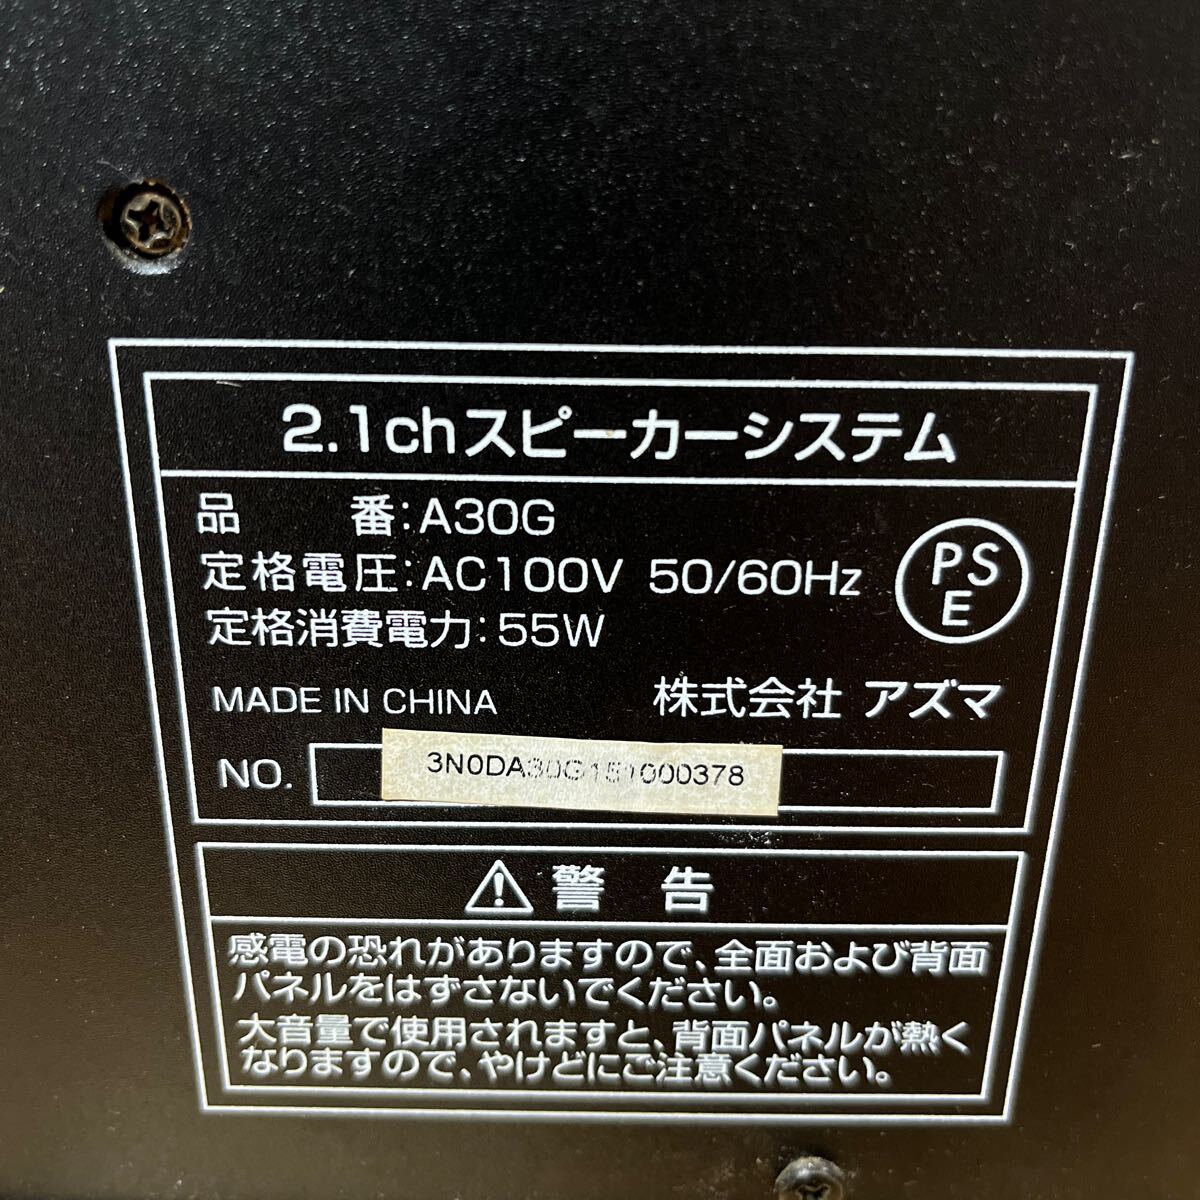 2.1chスピーカーシステム
品 番:A30G
定格電圧:AC100V 50/60Hz
PS
E
定格消費電力:55W
MADE IN CHINA 株式会社 アズマ
NO. 3N0DA30G151000378
警 告
感電の恐れがありますので、全面および背面
パネルをはずさないでください。
大音量で使用されますと、背面パネルが熱く
なりますので、やけどにご注意ください。